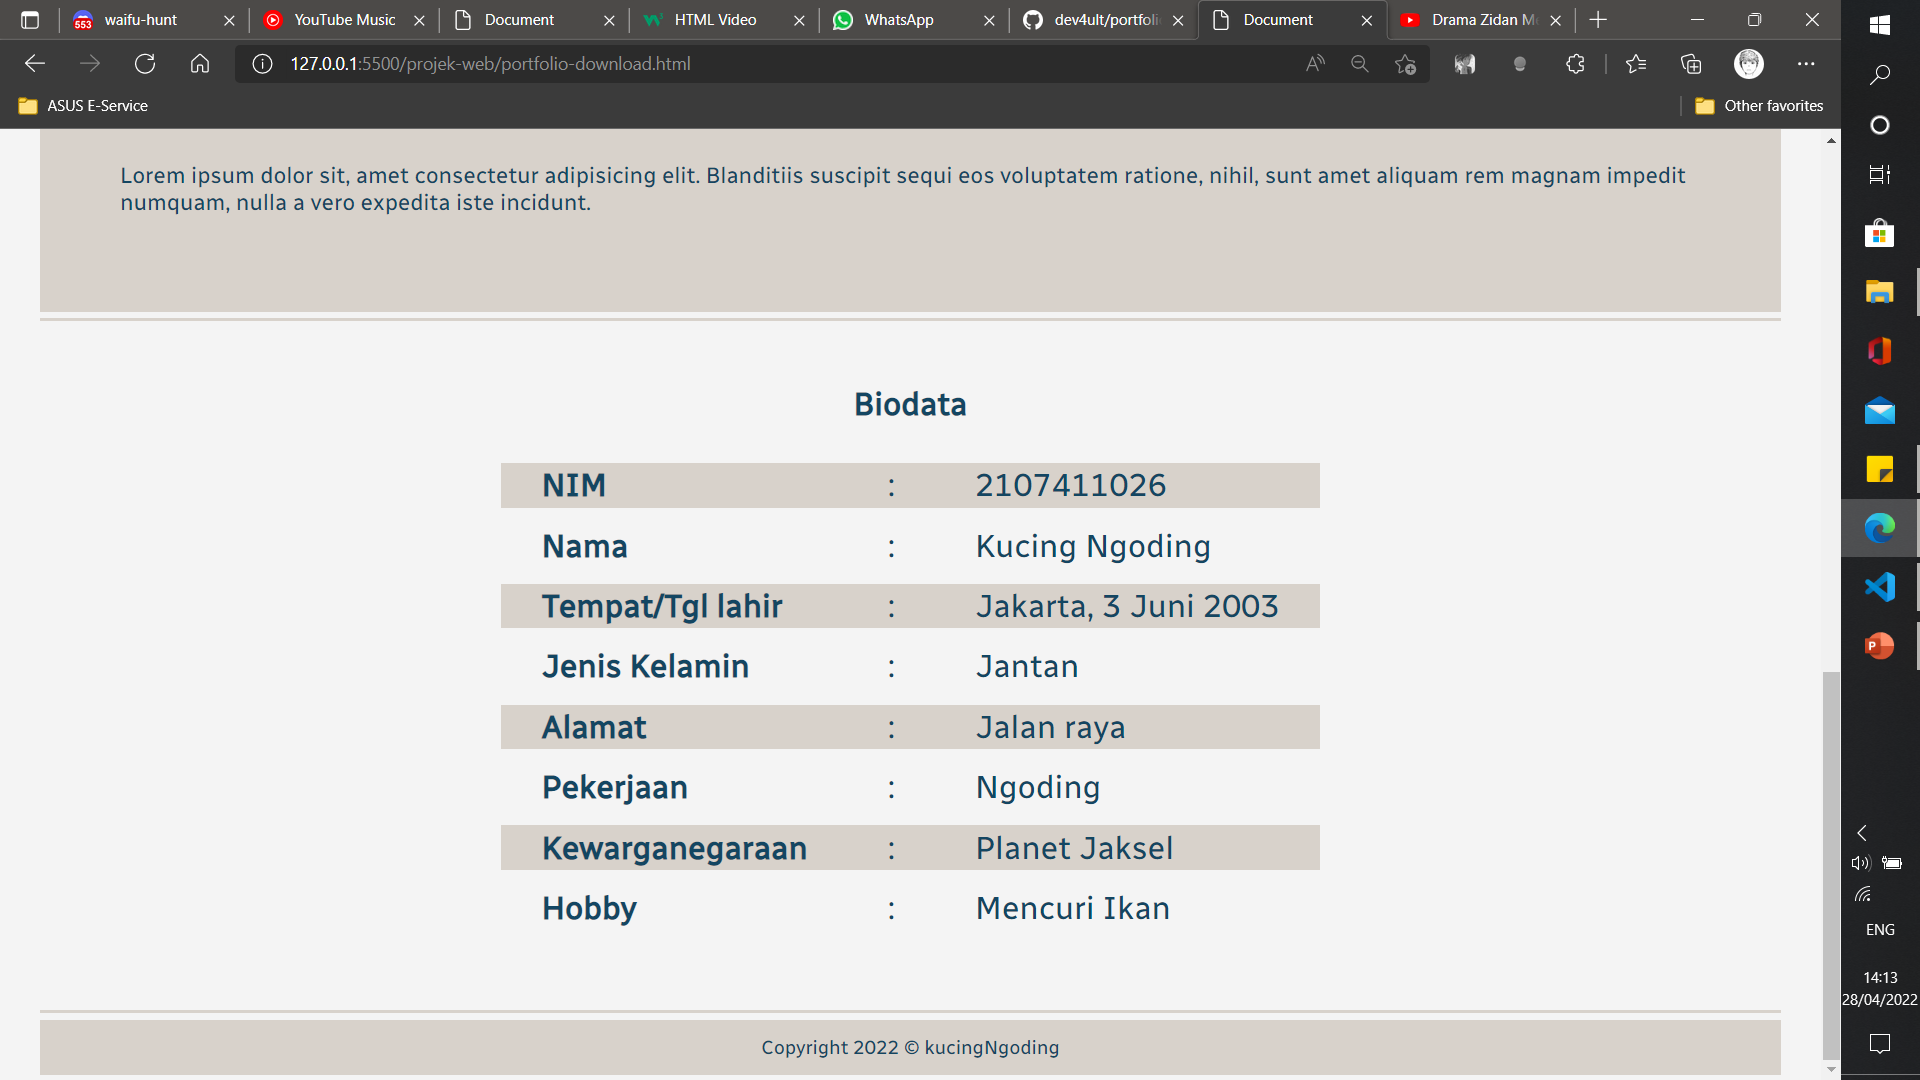 553
waifu-hunt
YouTube Music
Document
HTML Video
WhatsApp
dev4ult/portfoli
Document
Drama Zidan M
127.0.0.1:5500/projek-web/portfolio-download.html
ASUS E-Service
Other favorites
Lorem ipsum dolor sit, amet consectetur adipisicing elit. Blanditiis suscipit sequi eos voluptatem ratione, nihil, sunt amet aliquam rem magnam impedit
numquam, nulla a vero expedita iste incidunt.
Biodata
NIM : 2107411026
Nama : Kucing Ngoding
Tempat/Tgl lahir : Jakarta, 3 Juni 2003
Jenis Kelamin : Jantan
Alamat : Jalan raya
Pekerjaan : Ngoding
Kewarganegaraan : Planet Jaksel
Hobby : Mencuri Ikan
Copyright 2022 © kucingNgoding
ENG
14:13
28/04/2022